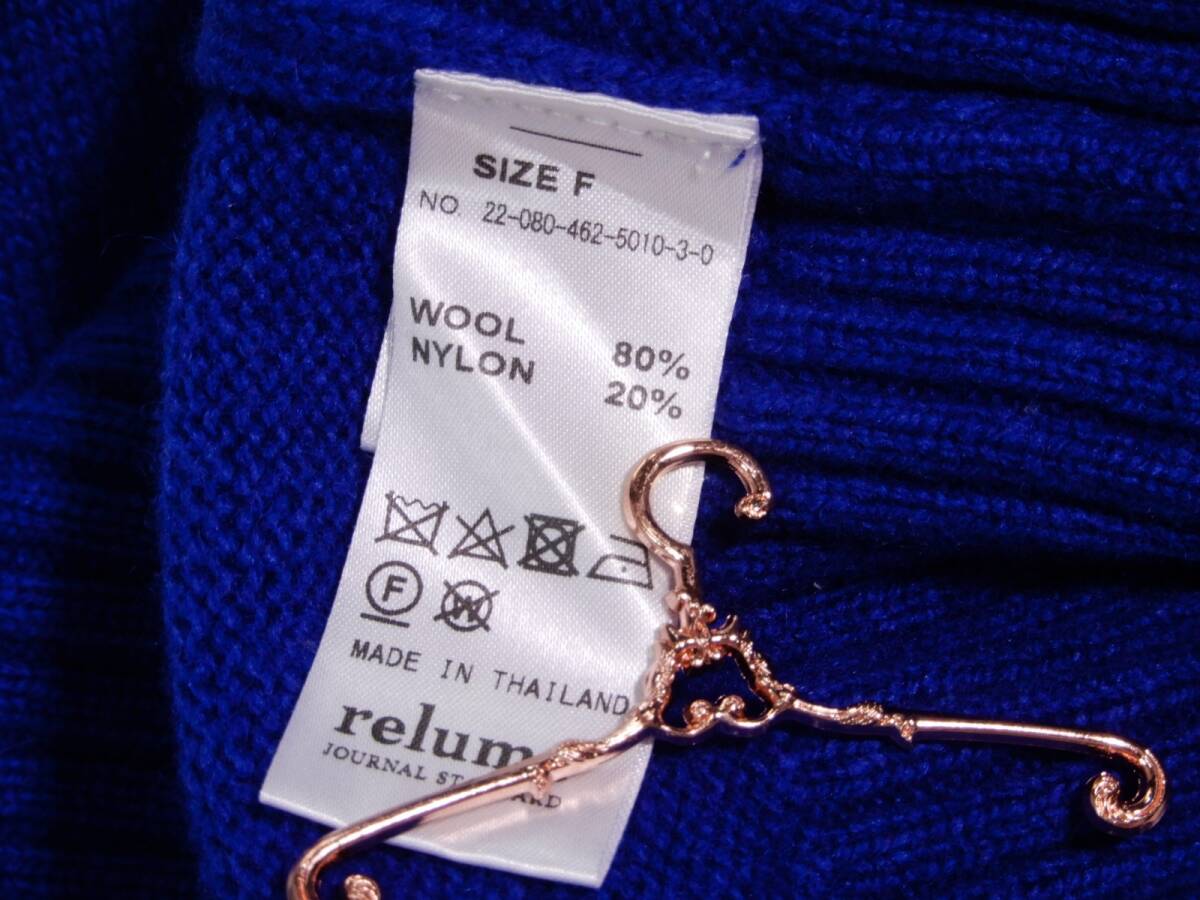 SIZE F
NO. 22-080-462-5010-3-0
WOOL 80%
NYLON 20%
F W
MADE IN THAILAND
relum
JOURNAL ST ARD